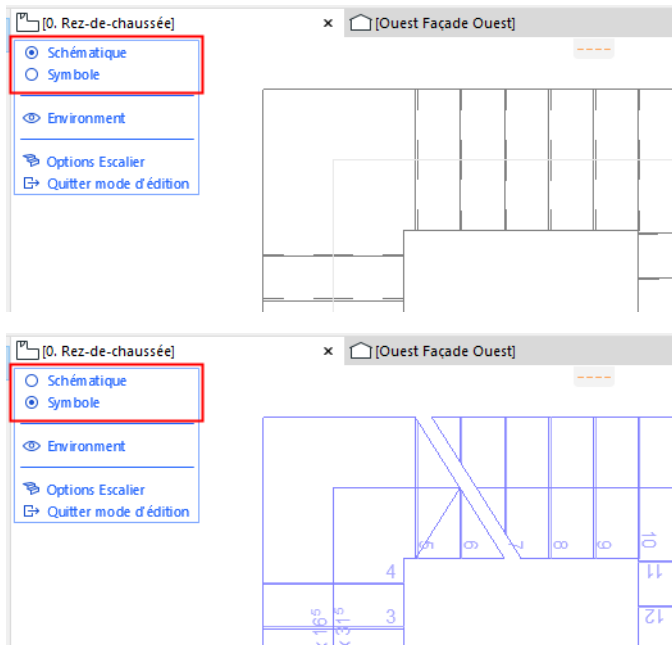 [0. Rez-de-chaussée] × [Ouest Façade Ouest]
Schématique
Symbole
Environment
Options Escalier
Quitter mode d'édition
[0. Rez-de-chaussée] × [Ouest Façade Ouest]
Schématique
Symbole
Environment
Options Escalier
Quitter mode d'édition
5 6 7 8 9 10
4 11
3 12
x 16⁵
x 31⁵